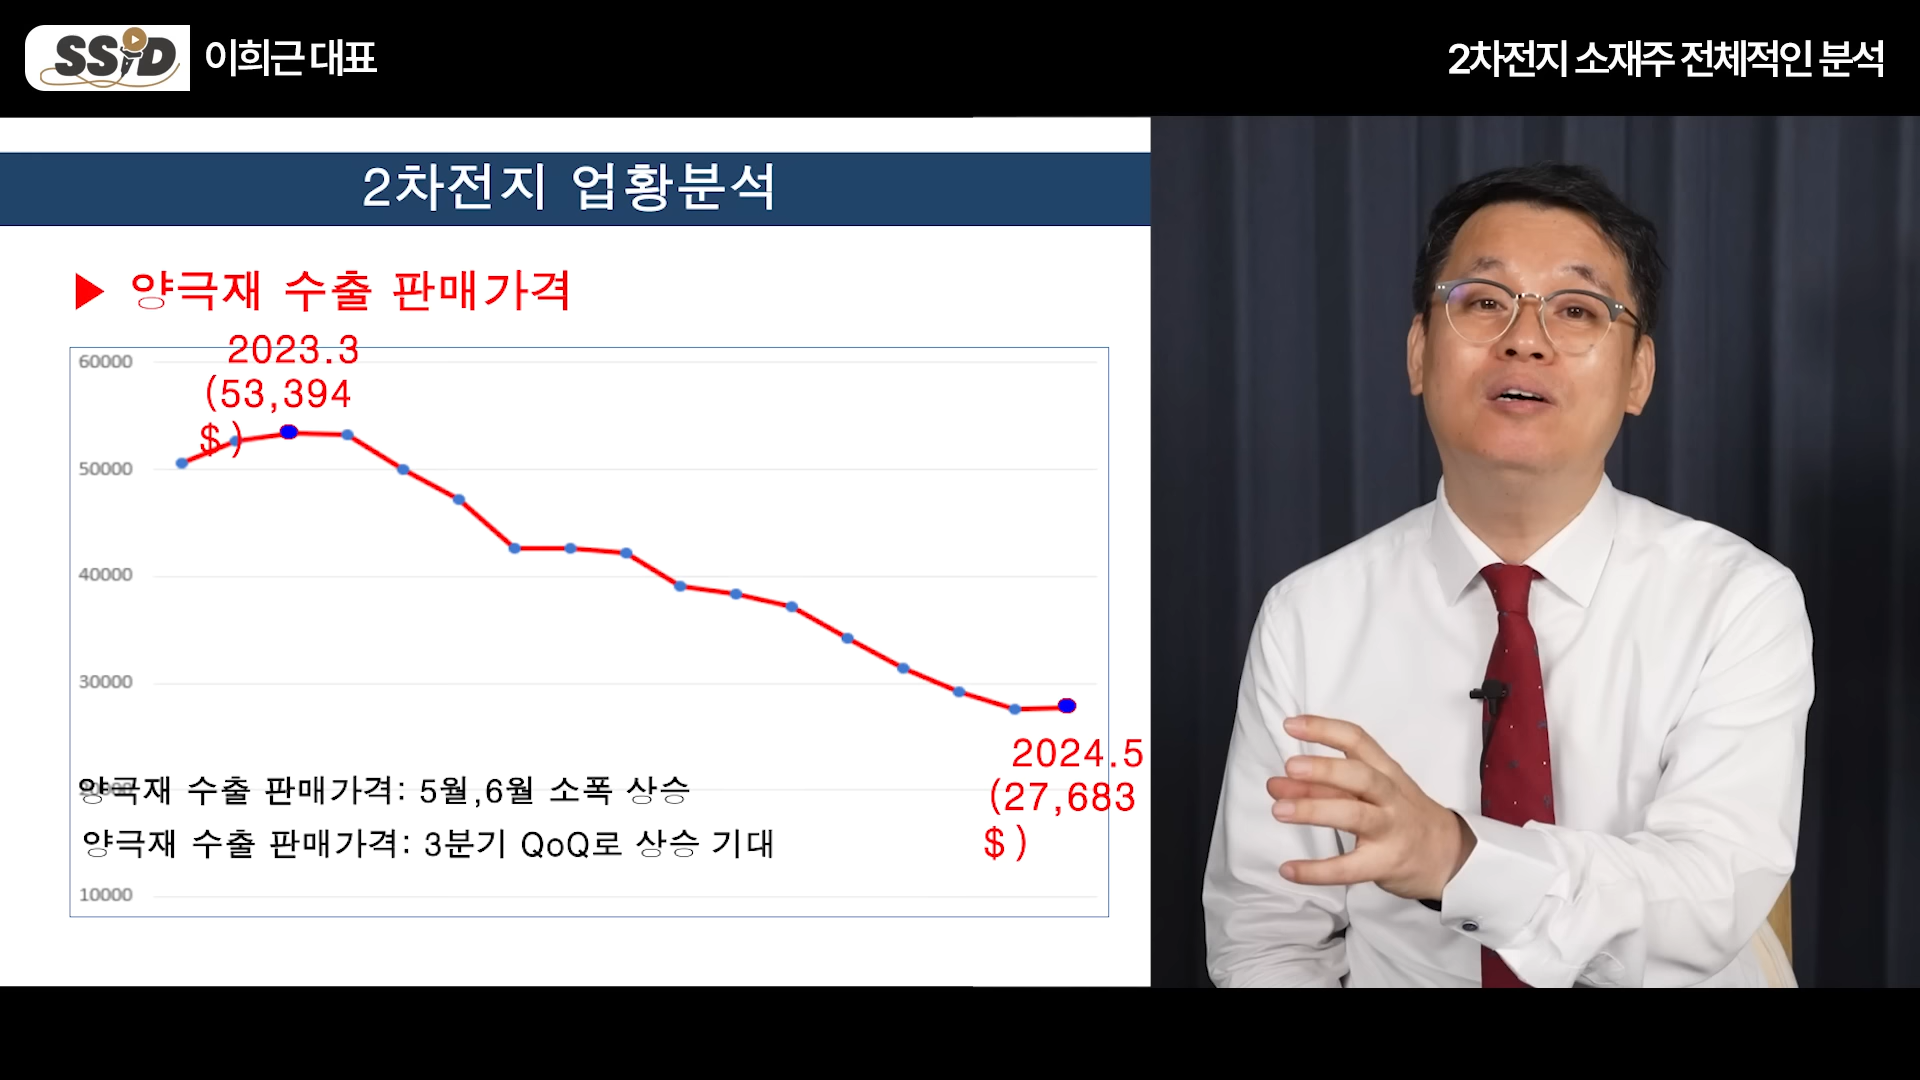 SSiD 이희근 대표
2차전지 소재주 전체적인 분석
2차전지 업황분석
▶ 양극재 수출 판매가격
2023.3
(53,394
$)
60000
50000
40000
30000
20000
10000
2024.5
(27,683
$)
양극재 수출 판매가격: 5월,6월 소폭 상승
양극재 수출 판매가격: 3분기 QoQ로 상승 기대